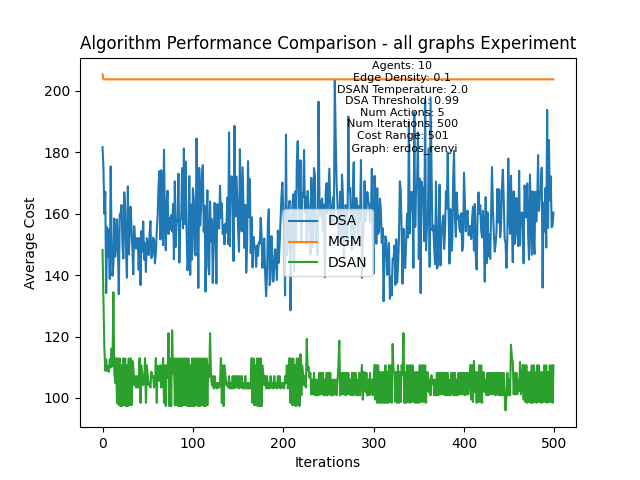 Algorithm Performance Comparison - all graphs Experiment
Agents: 10
Edge Density: 0.1
DSAN Temperature: 2.0
DSA Threshold: 0.99
Num Actions: 5
Num Iterations: 500
Cost Range: 501
Graph: erdos_renyi
Average Cost
200
180
160
140
120
100
DSA
MGM
DSAN
0
100
200
300
400
500
Iterations